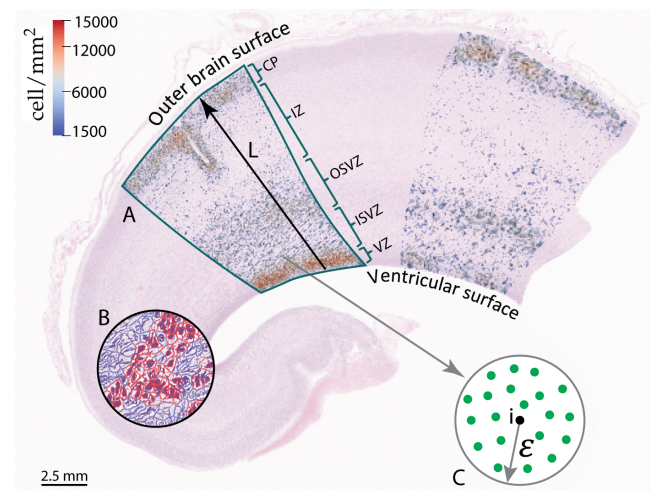 cell/mm²
15000
12000
6000
1500
Outer brain surface
CP
IZ
L
OSVZ
A
ISVZ
VZ
Ventricular surface
B
i
ε
C
2.5 mm